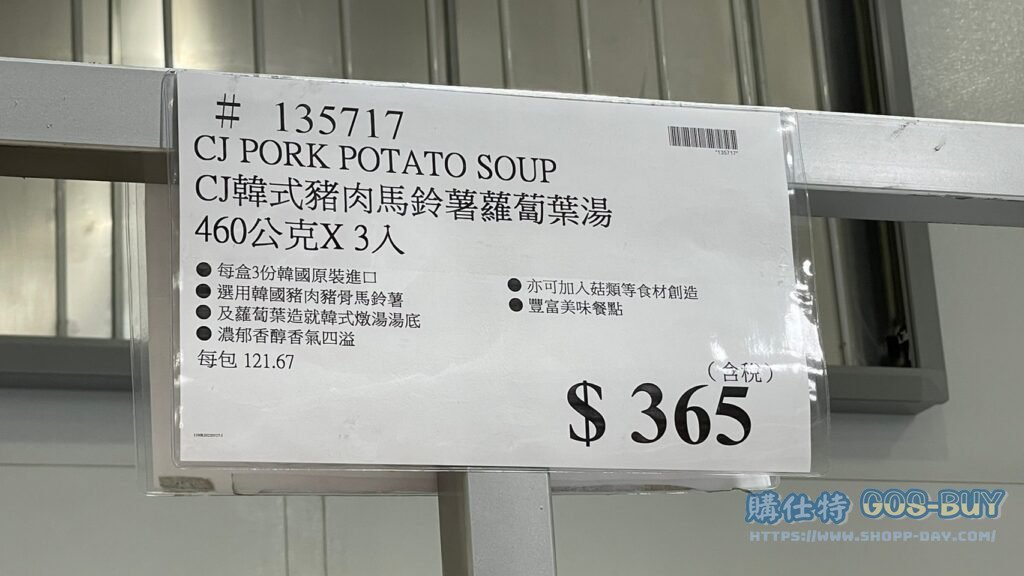 # 135717
"135717"
CJ PORK POTATO SOUP
CJ韓式豬肉馬鈴薯蘿蔔葉湯
460公克X 3入
●每盒3份韓國原裝進口
●選用韓國豬肉豬骨馬鈴薯
●及蘿蔔葉造就韓式燉湯湯底
●濃郁香醇香氣四溢
●亦可加入菇類等食材創造
●豐富美味餐點
每包 121.67
(含稅)
$ 365
購仕特 GOS-BUY
HTTPS://WWW.SHOPP-DAY.COM/